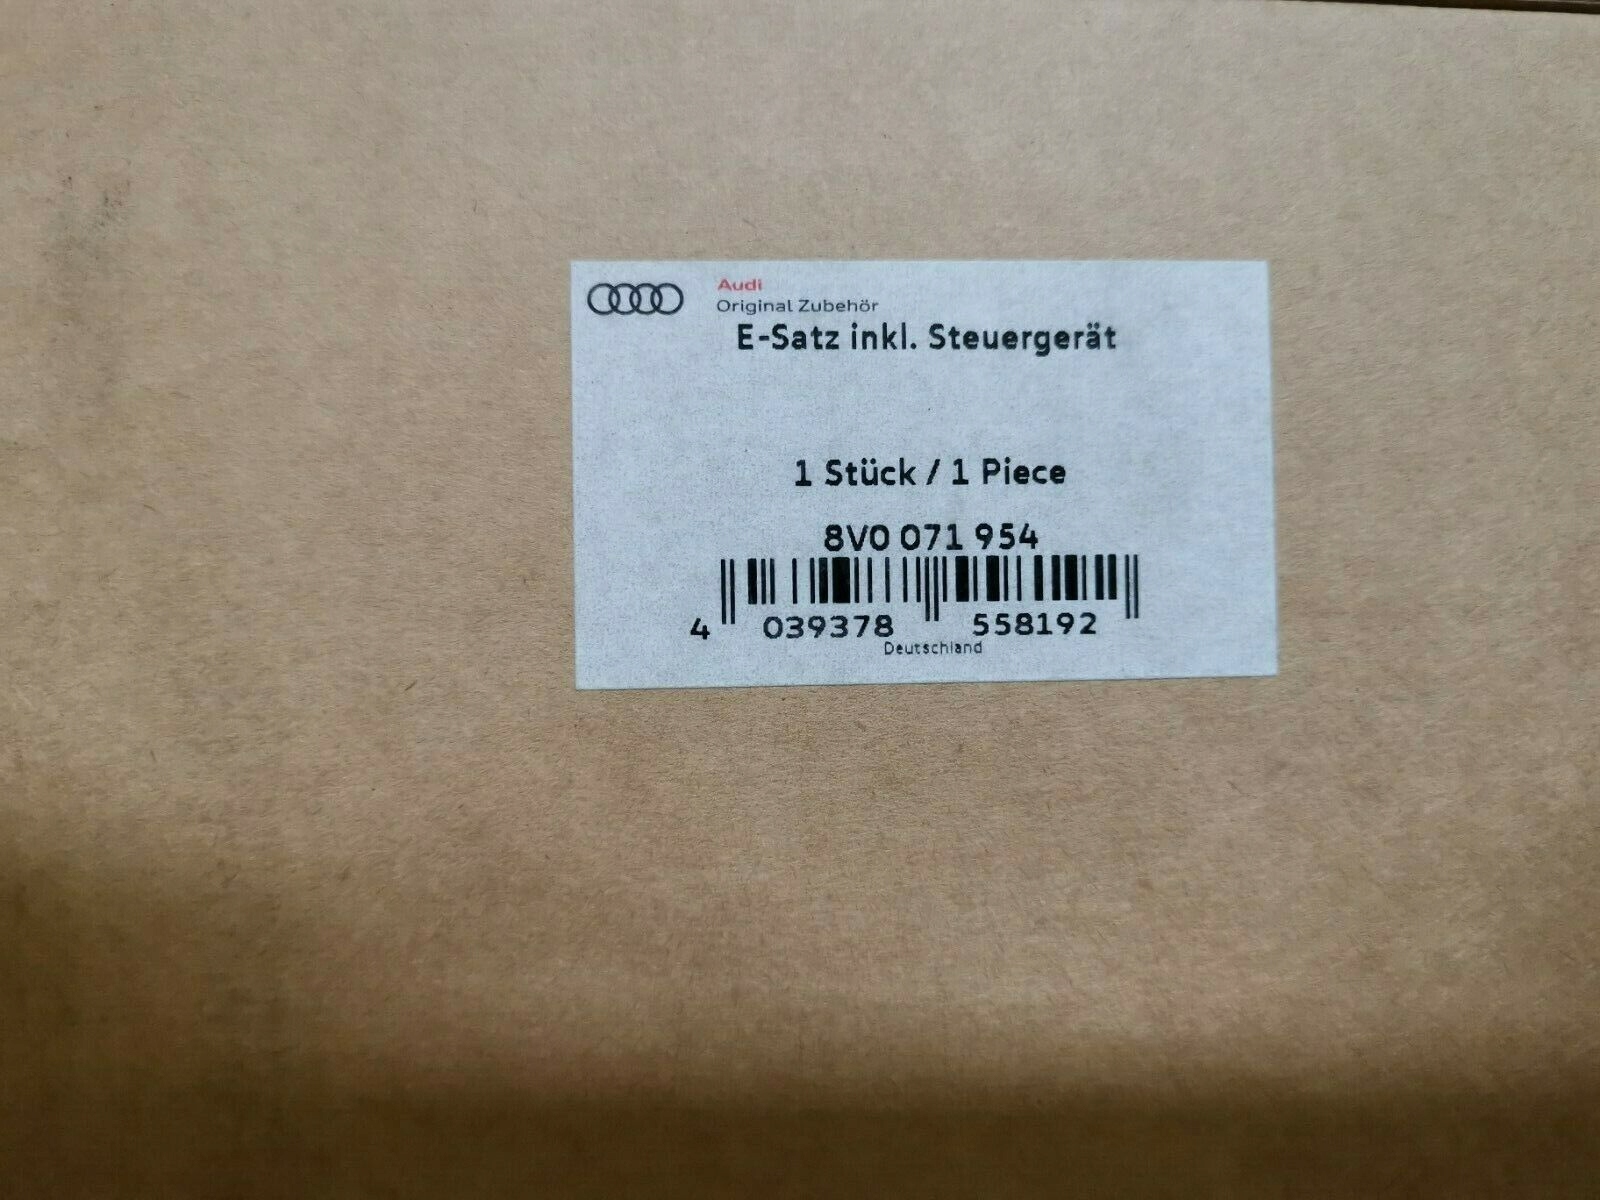 Audi
Original Zubehör
E-Satz inkl. Steuergerät
1 Stück / 1 Piece
8V0 071 954
4 039378 558192
Deutschland